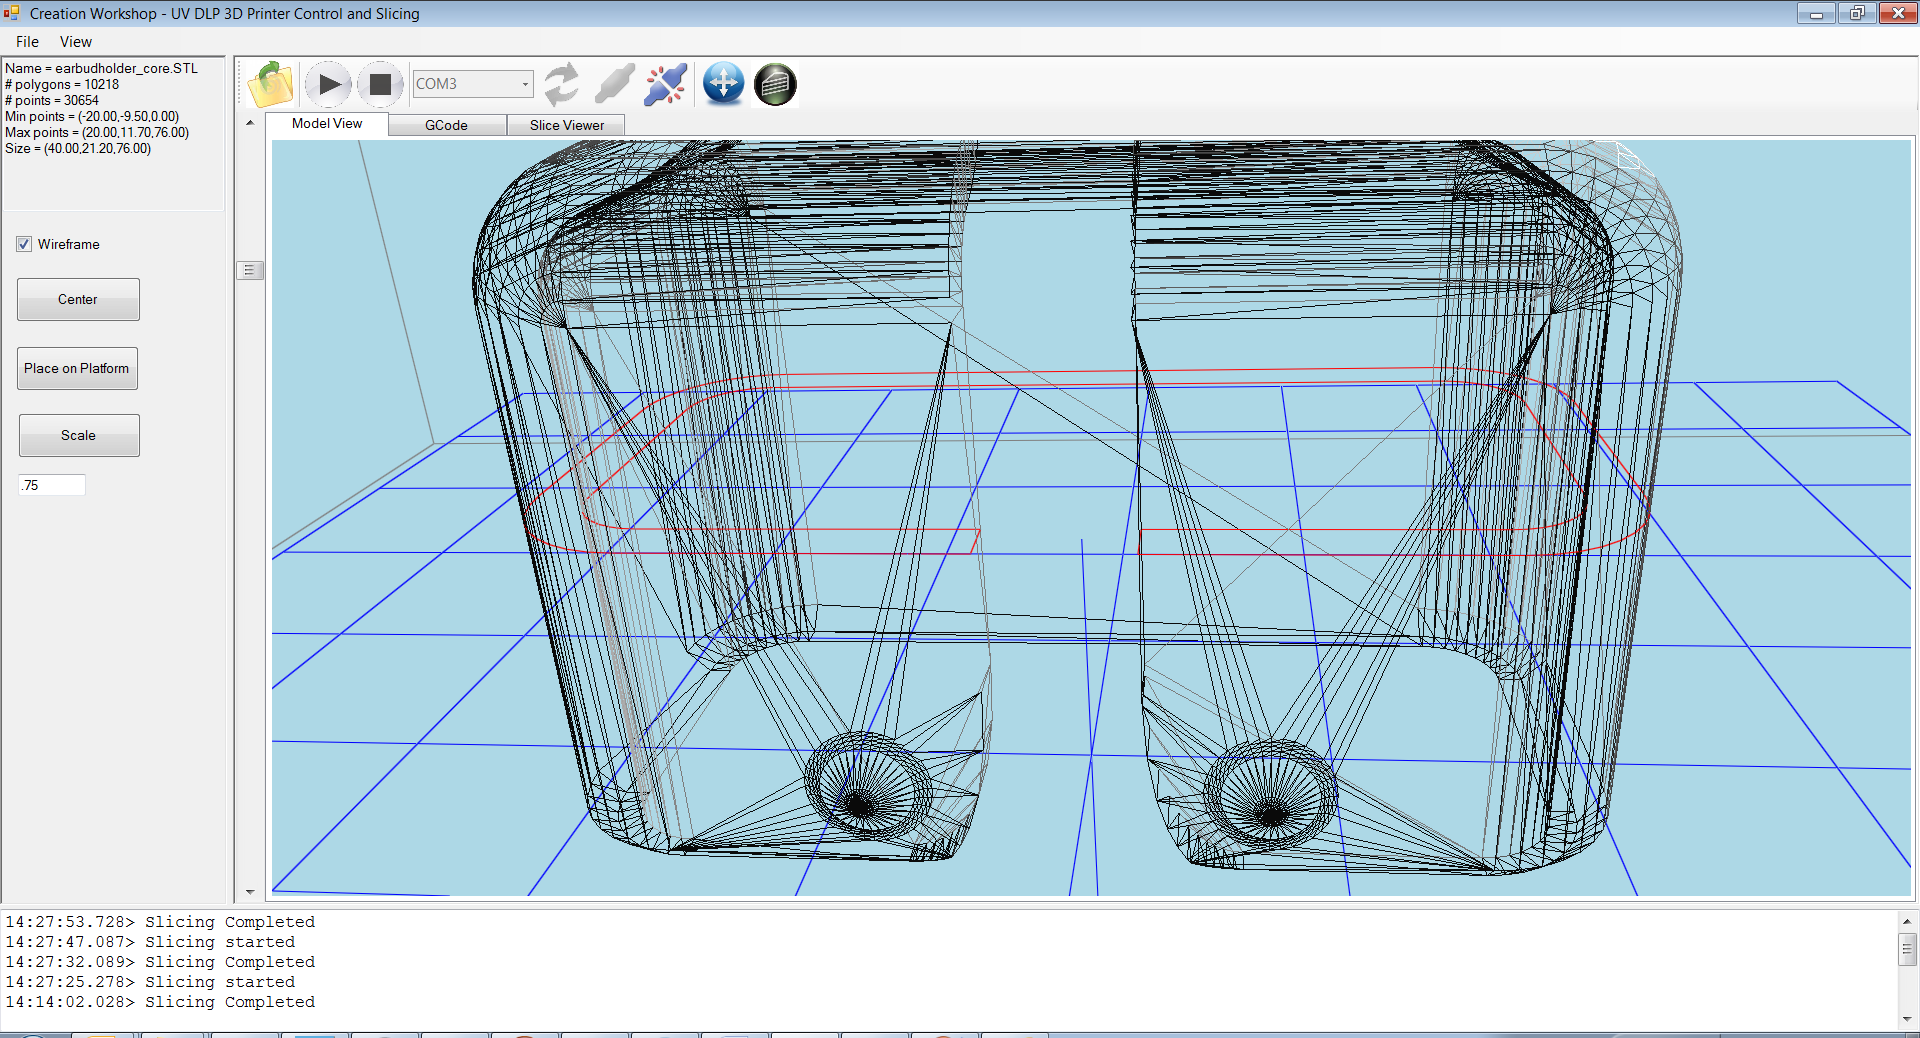 Creation Workshop - UV DLP 3D Printer Control and Slicing
File View
Name = earbudholder_core.STL
# polygons = 10218
# points = 30654
Min points = (-20.00,-9.50,0.00)
Max points = (20.00,11.70,76.00)
Size = (40.00,21.20,76.00)
COM3
Model View GCode Slice Viewer
Wireframe
Center
Place on Platform
Scale
.75
14:27:53.728> Slicing Completed
14:27:47.087> Slicing started
14:27:32.089> Slicing Completed
14:27:25.278> Slicing started
14:14:02.028> Slicing Completed